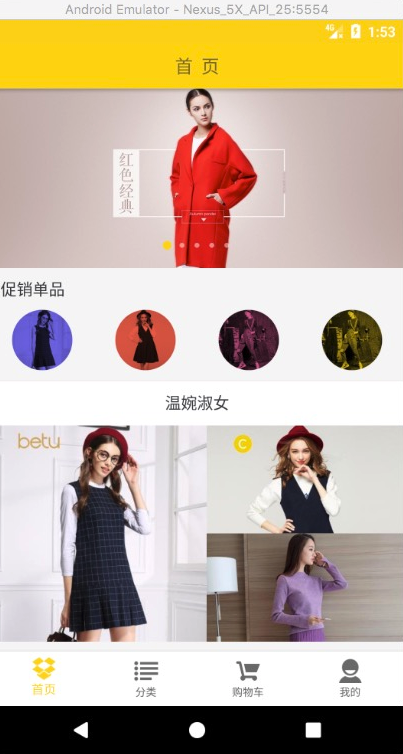 Android Emulator - Nexus_5X_API_25:5554
4G
1:53
首 页
红色经典
促销单品
温婉淑女
betu
C
首页
分类
购物车
我的